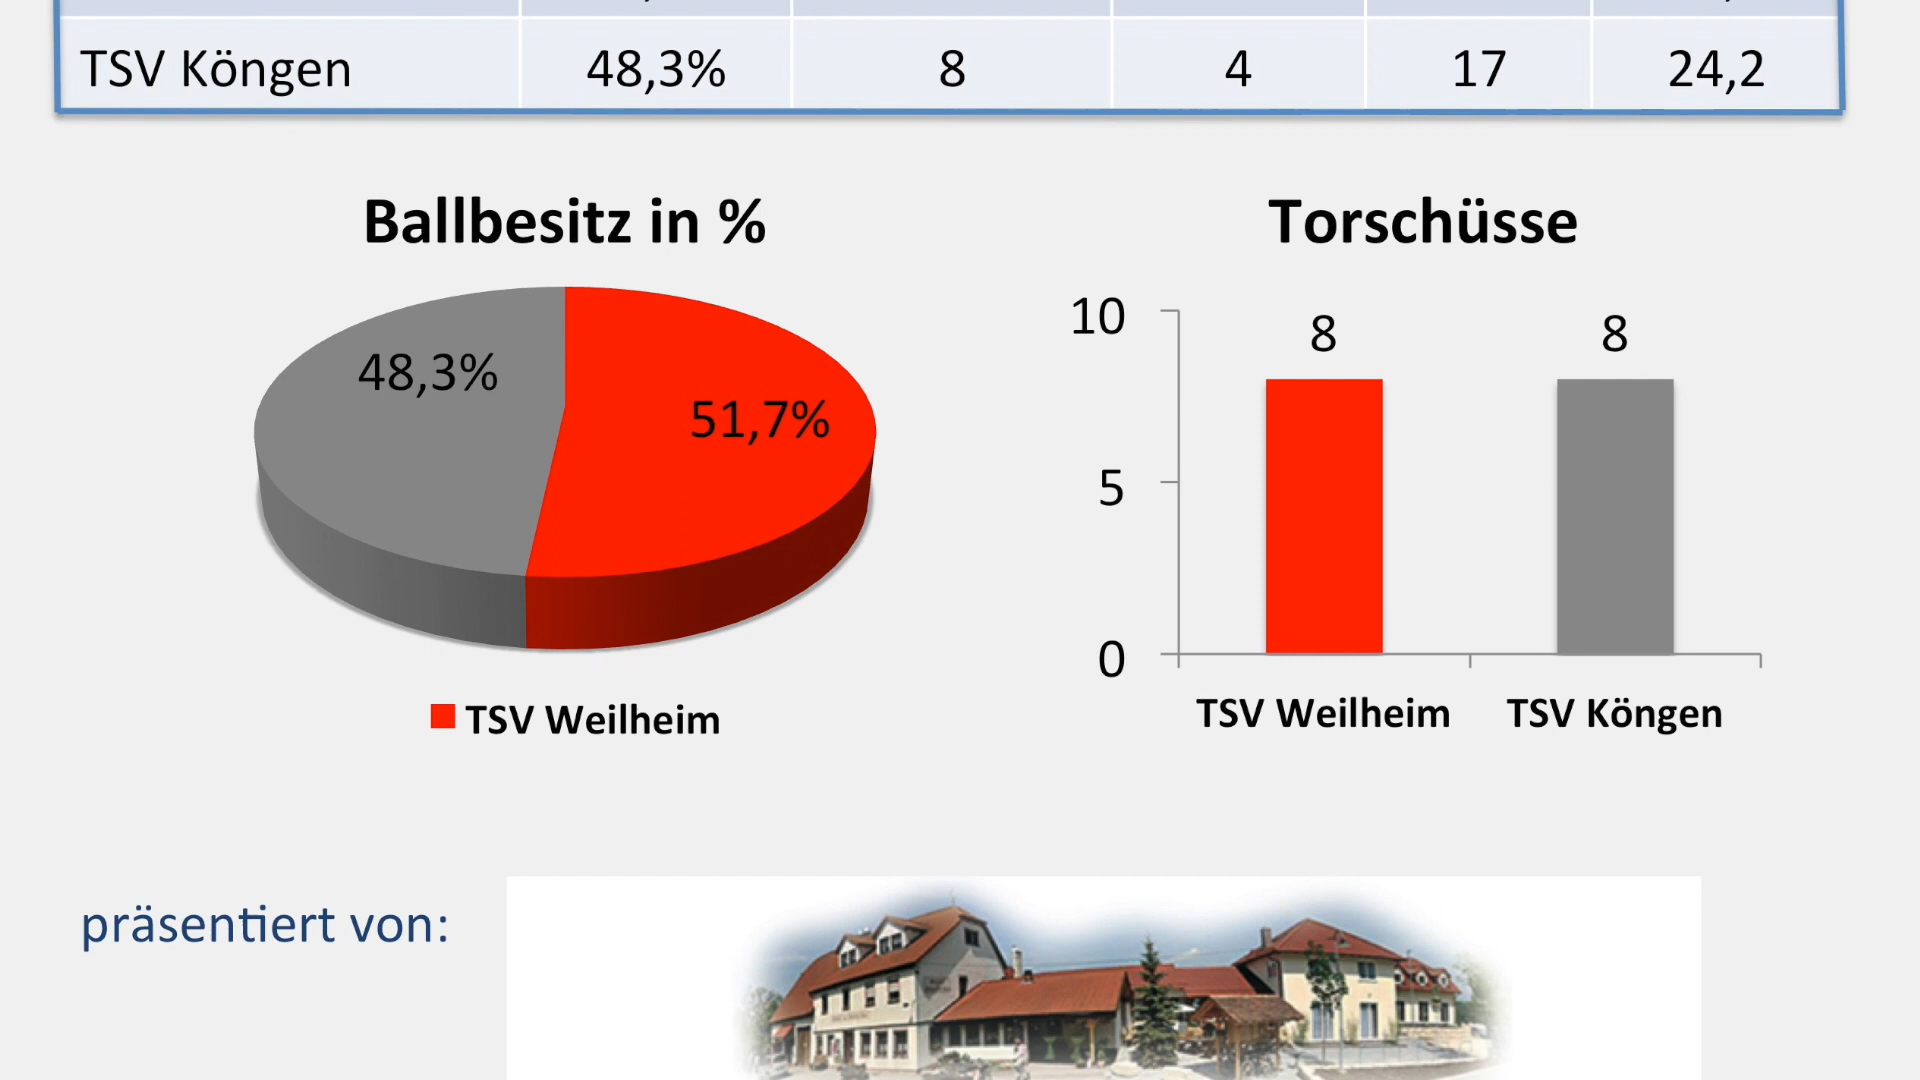 TSV Köngen 48,3% 8 4 17 24,2
Ballbesitz in %
48,3%
51,7%
TSV Weilheim
Torschüsse
10
8 8
5
0
TSV Weilheim TSV Köngen
präsentiert von: